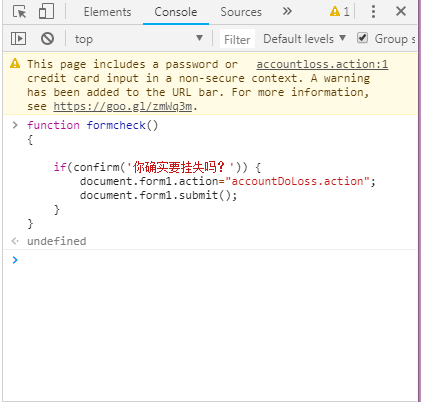 Elements Console Sources » 1
top Filter Default levels Group s
This page includes a password or accountloss.action:1
credit card input in a non-secure context. A warning
has been added to the URL bar. For more information,
see https://goo.gl/zmWq3m.
> function formcheck()
{
if(confirm('你确实要挂失吗？')) {
document.form1.action="accountDoLoss.action";
document.form1.submit();
}
}
undefined
>